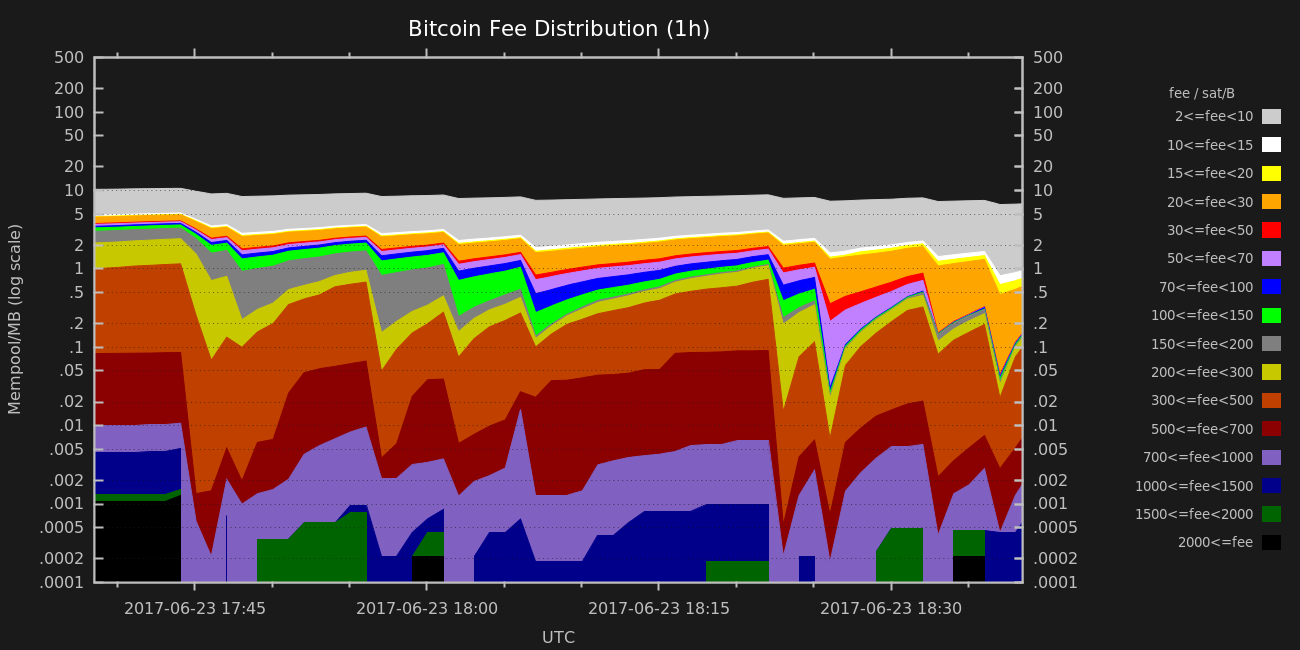 Bitcoin Fee Distribution (1h)
Mempool/MB (log scale)
500
200
100
50
20
10
5
2
1
.5
.2
.1
.05
.02
.01
.005
.002
.001
.0005
.0002
.0001
500
200
100
50
20
10
5
2
1
.5
.2
.1
.05
.02
.01
.005
.002
.001
.0005
.0002
.0001
2017-06-23 17:45
2017-06-23 18:00
2017-06-23 18:15
2017-06-23 18:30
UTC
fee / sat/B
2<=fee<10
10<=fee<15
15<=fee<20
20<=fee<30
30<=fee<50
50<=fee<70
70<=fee<100
100<=fee<150
150<=fee<200
200<=fee<300
300<=fee<500
500<=fee<700
700<=fee<1000
1000<=fee<1500
1500<=fee<2000
2000<=fee